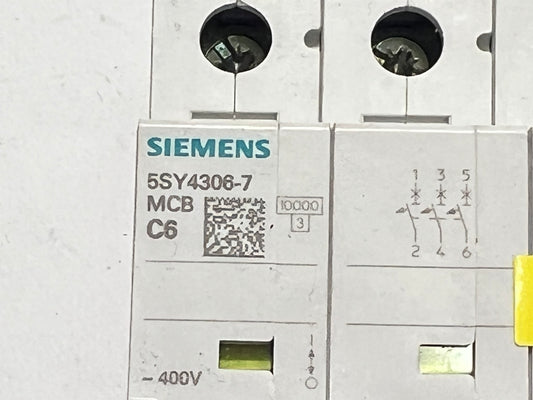 SIEMENS
5SY4306-7
MCB
C6
10000
3
1 3 5
2 4 6
~400V